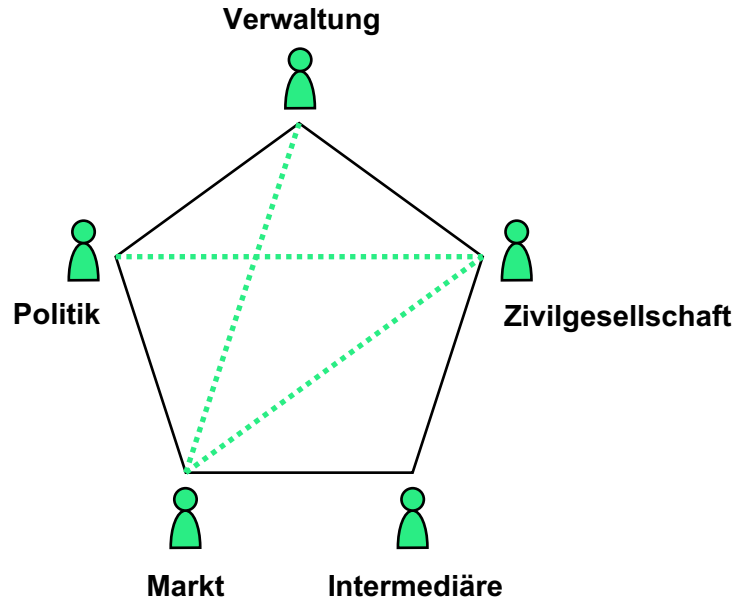 Verwaltung
Politik
Zivilgesellschaft
Markt
Intermediäre